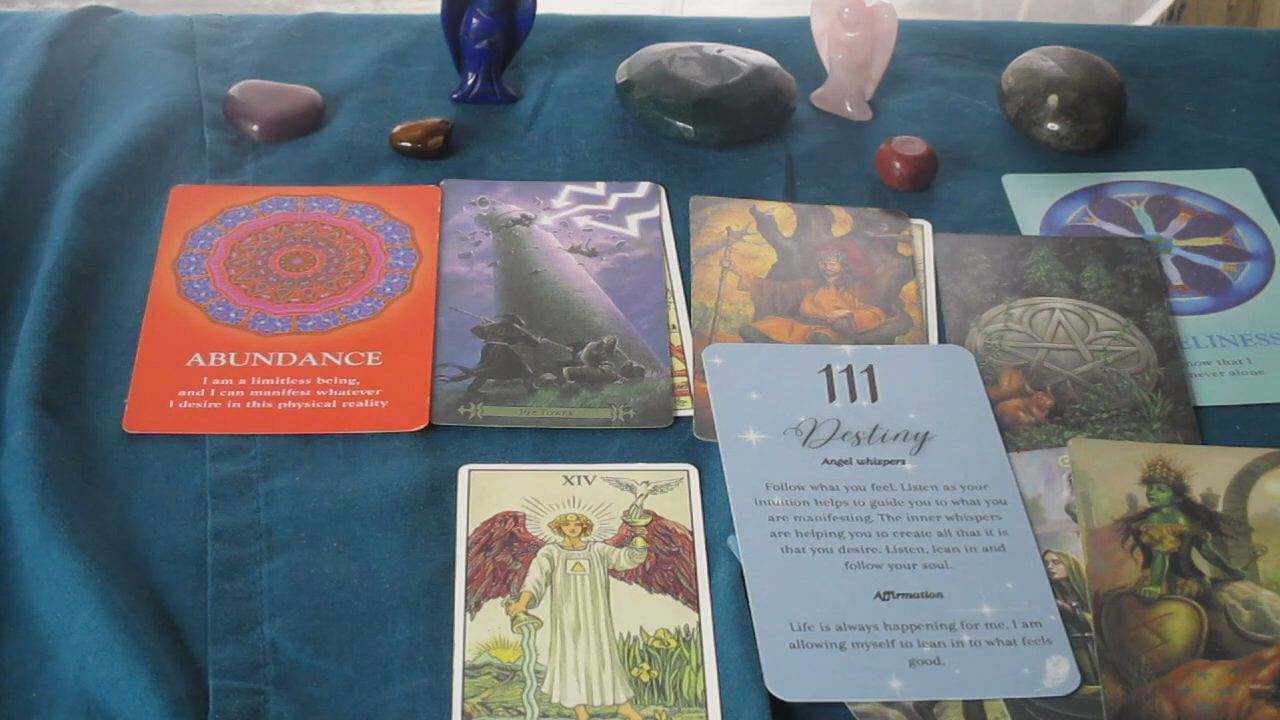 ABUNDANCE
I am a limitless being,
and I can manifest whatever
I desire in this physical reality
16 • Tower
XIV
111
Destiny
Angel whispers
Follow what you feel. Listen as your
intuition helps to guide you to what you
are manifesting. The inner whispers
are helping you to create all that it is
that you desire. Listen, lean in and
follow your soul.
Affirmation
Life is always happening for me, I am
allowing myself to lean in to what feels
good.
ELINESS
now that I
never alone